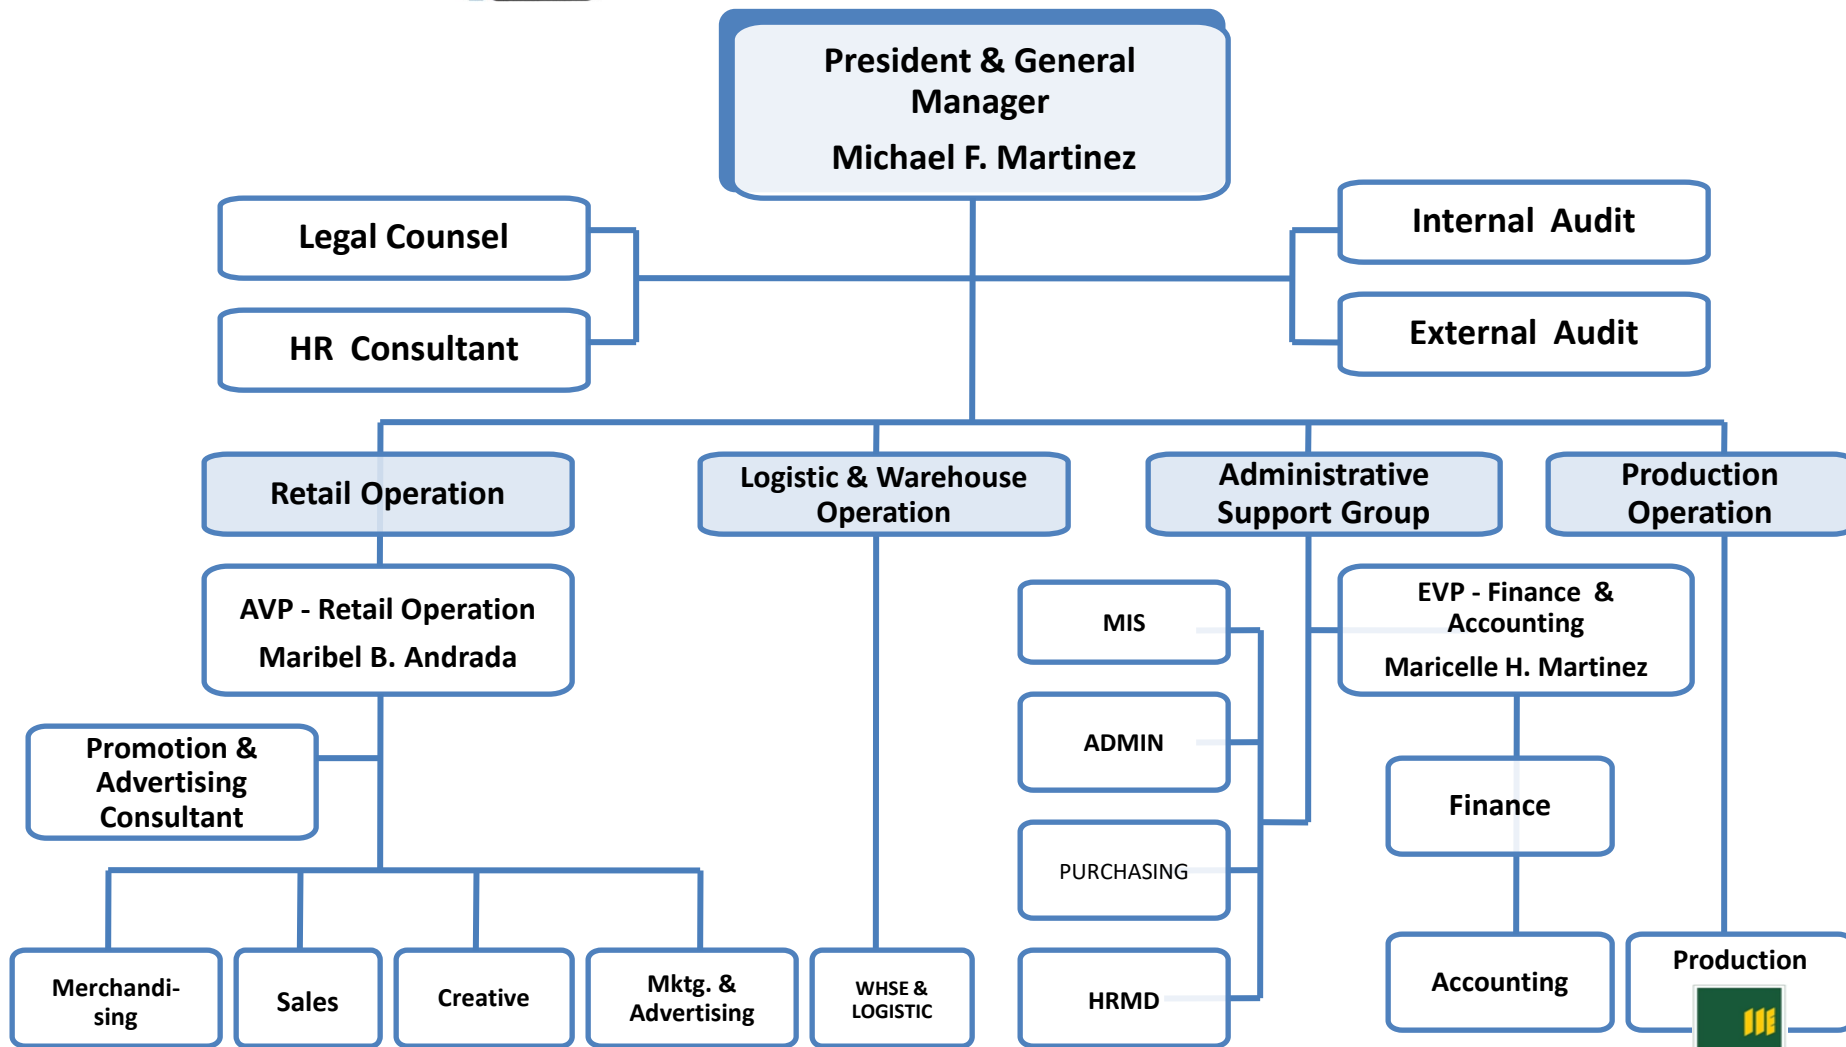 President & General
Manager
Michael F. Martinez
Legal Counsel
Internal Audit
HR Consultant
External Audit
Retail Operation
Logistic & Warehouse
Operation
Administrative
Support Group
Production
Operation
AVP - Retail Operation
Maribel B. Andrada
MIS
EVP - Finance &
Accounting
Maricelle H. Martinez
Promotion &
Advertising
Consultant
ADMIN
Finance
PURCHASING
Merchandi-
sing
Sales
Creative
Mktg. &
Advertising
WHSE &
LOGISTIC
HRMD
Accounting
Production